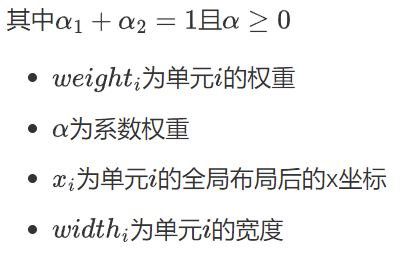 其中α₁ + α₂ = 1且α ≥ 0
• weightᵢ为单元i的权重
• α为系数权重
• xᵢ为单元i的全局布局后的x坐标
• widthᵢ为单元i的宽度